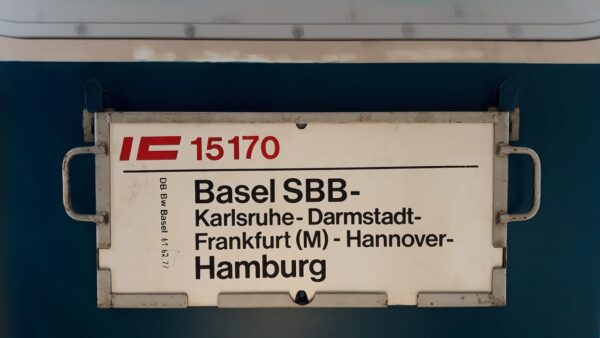 IC 15170
Basel SBB-
Karlsruhe - Darmstadt-
Frankfurt (M) - Hannover-
Hamburg
DB Bw Basel 61 62.77